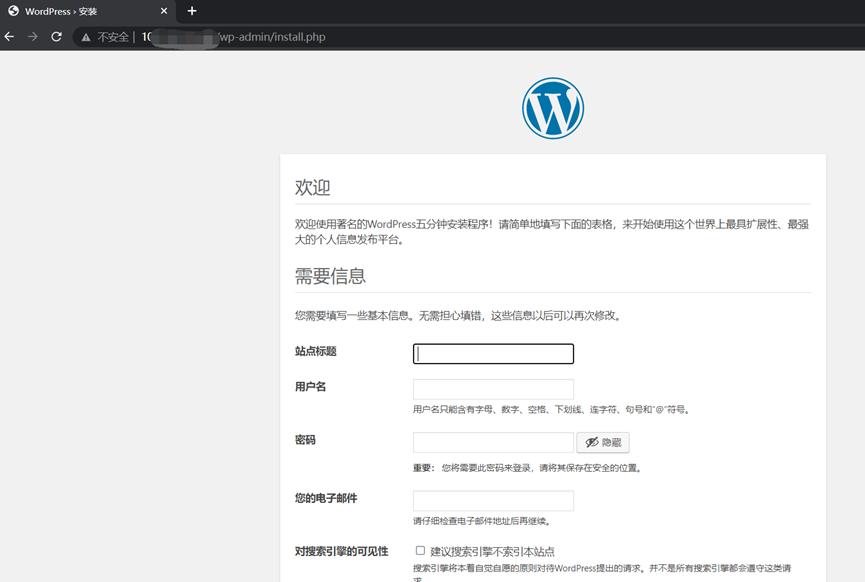 WordPress › 安装
不安全 | 10 /wp-admin/install.php
欢迎
欢迎使用著名的WordPress五分钟安装程序！请简单地填写下面的表格，来开始使用这个世界上最具扩展性、最强
大的个人信息发布平台。
需要信息
您需要填写一些基本信息。无需担心填错，这些信息以后可以再次修改。
站点标题
用户名
用户名只能含有字母、数字、空格、下划线、连字符、句号和“@”符号。
密码
隐藏
重要： 您将需要此密码来登录，请将其保存在安全的位置。
您的电子邮件
请仔细检查电子邮件地址后再继续。
对搜索引擎的可见性
建议搜索引擎不索引本站点
搜索引擎将本着自觉自愿的原则对待WordPress提出的请求。并不是所有搜索引擎都会遵守这类请
求。